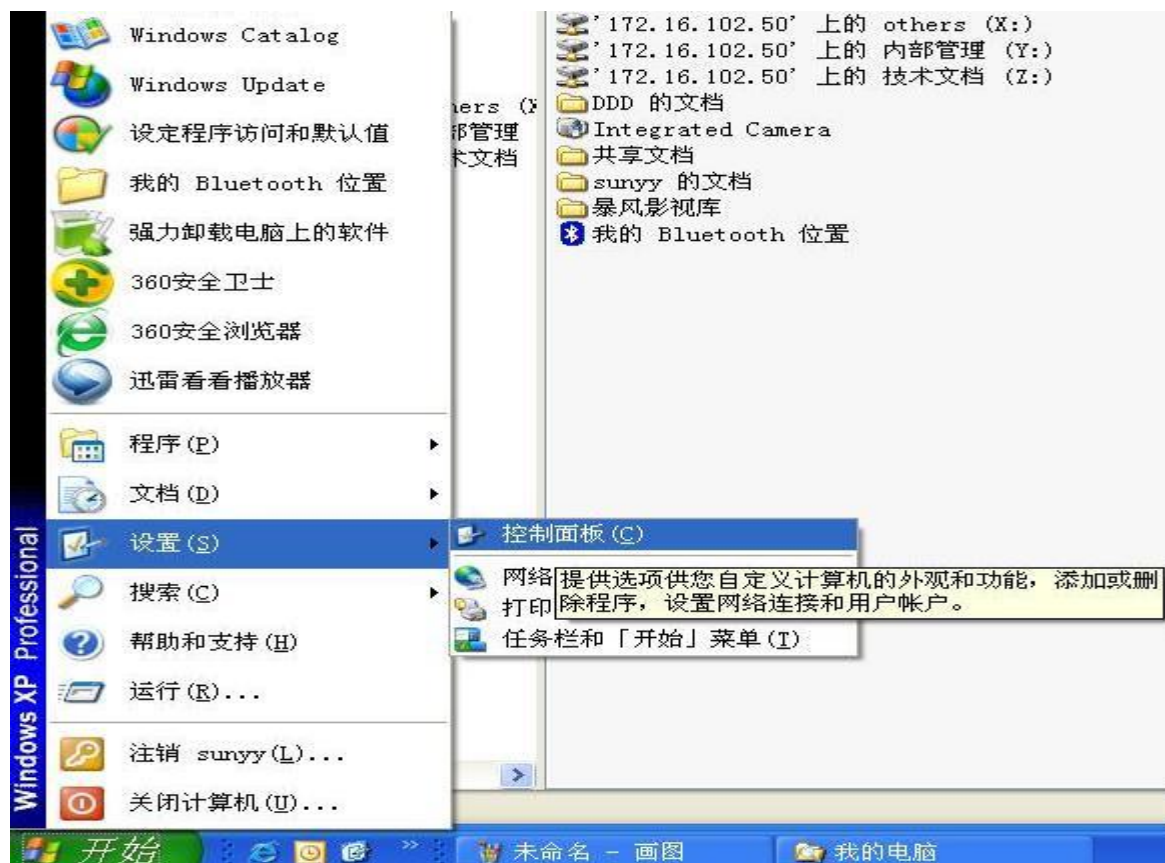 Windows Catalog
Windows Update
设定程序访问和默认值
我的 Bluetooth 位置
强力卸载电脑上的软件
360安全卫士
360安全浏览器
迅雷看看播放器
程序(P)
文档(D)
设置(S)
搜索(C)
帮助和支持(H)
运行(R)...
注销 sunyy(L)...
关闭计算机(U)...
Windows XP Professional
hers (X
部管理
术文档
'172.16.102.50' 上的 others (X:)
'172.16.102.50' 上的 内部管理 (Y:)
'172.16.102.50' 上的 技术文档 (Z:)
DDD 的文档
Integrated Camera
共享文档
sunyy 的文档
暴风影视库
我的 Bluetooth 位置
控制面板(C)
网络
打印
任务栏和「开始」菜单(T)
提供选项供您自定义计算机的外观和功能，添加或删
除程序，设置网络连接和用户帐户。
开始
未命名 - 画图
我的电脑